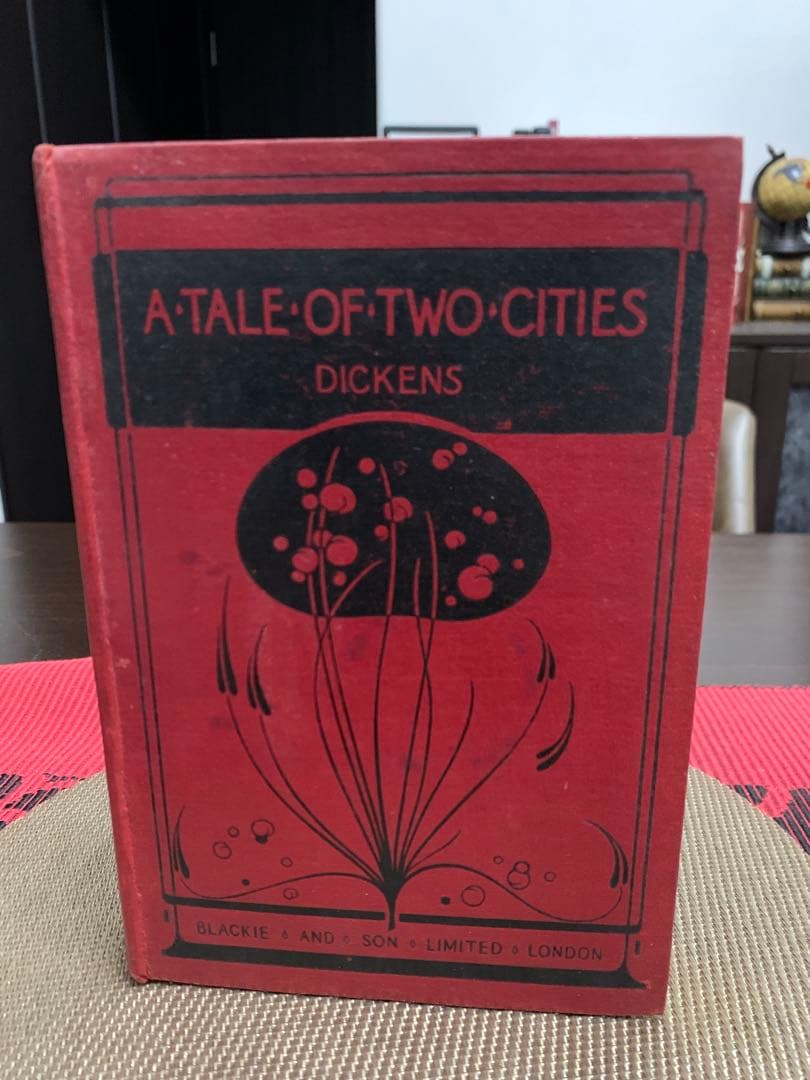 A·TALE·OF·TWO·CITIES
DICKENS
BLACKIE ⬨ AND ⬨ SON ⬨ LIMITED ⬨ LONDON